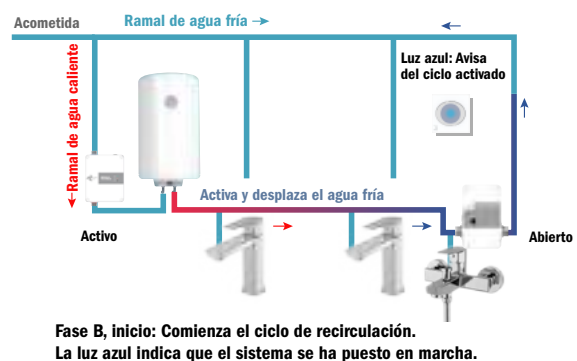 Acometida
Ramal de agua fría →
Luz azul: Avisa
del ciclo activado
←Ramal de agua caliente
Activa y desplaza el agua fría
Activo
Abierto
Fase B, inicio: Comienza el ciclo de recirculación.
La luz azul indica que el sistema se ha puesto en marcha.